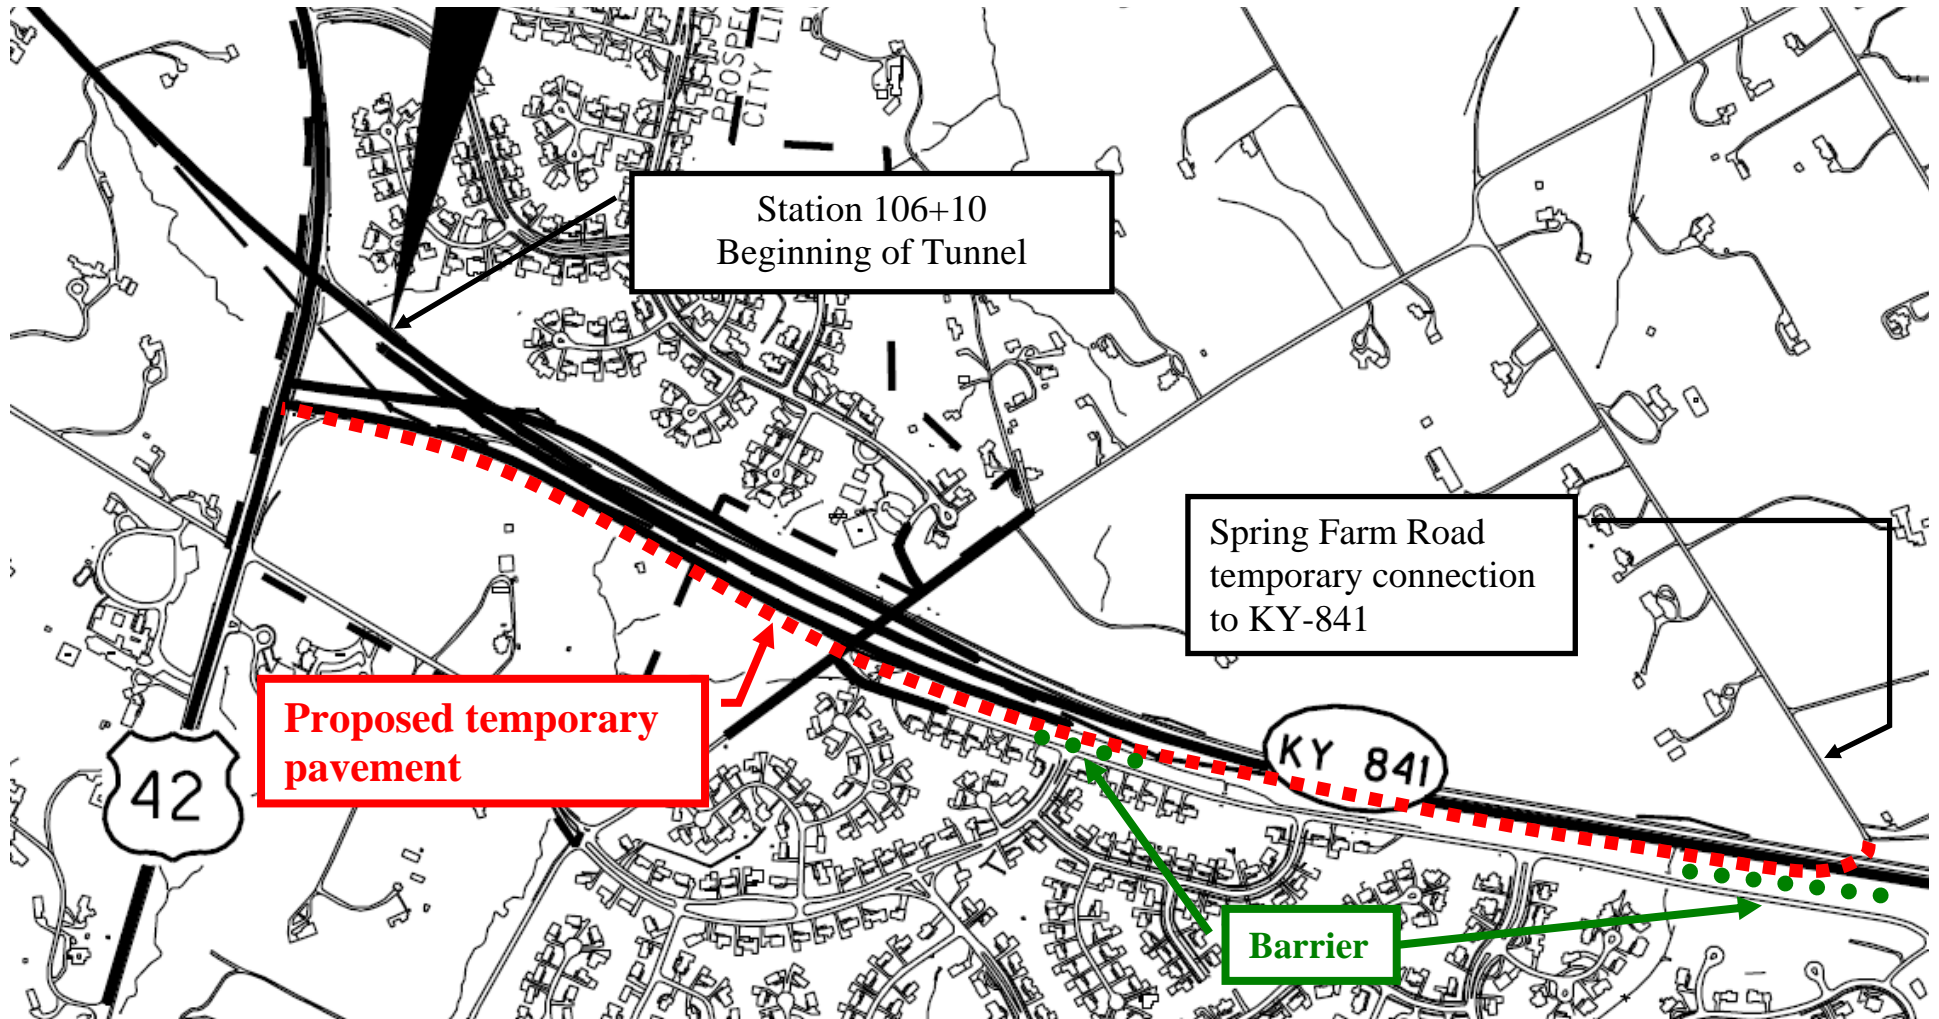 PROSPEC
CITY LI
Station 106+10
Beginning of Tunnel
Spring Farm Road
temporary connection
to KY-841
Proposed temporary
pavement
KY 841
42
Barrier